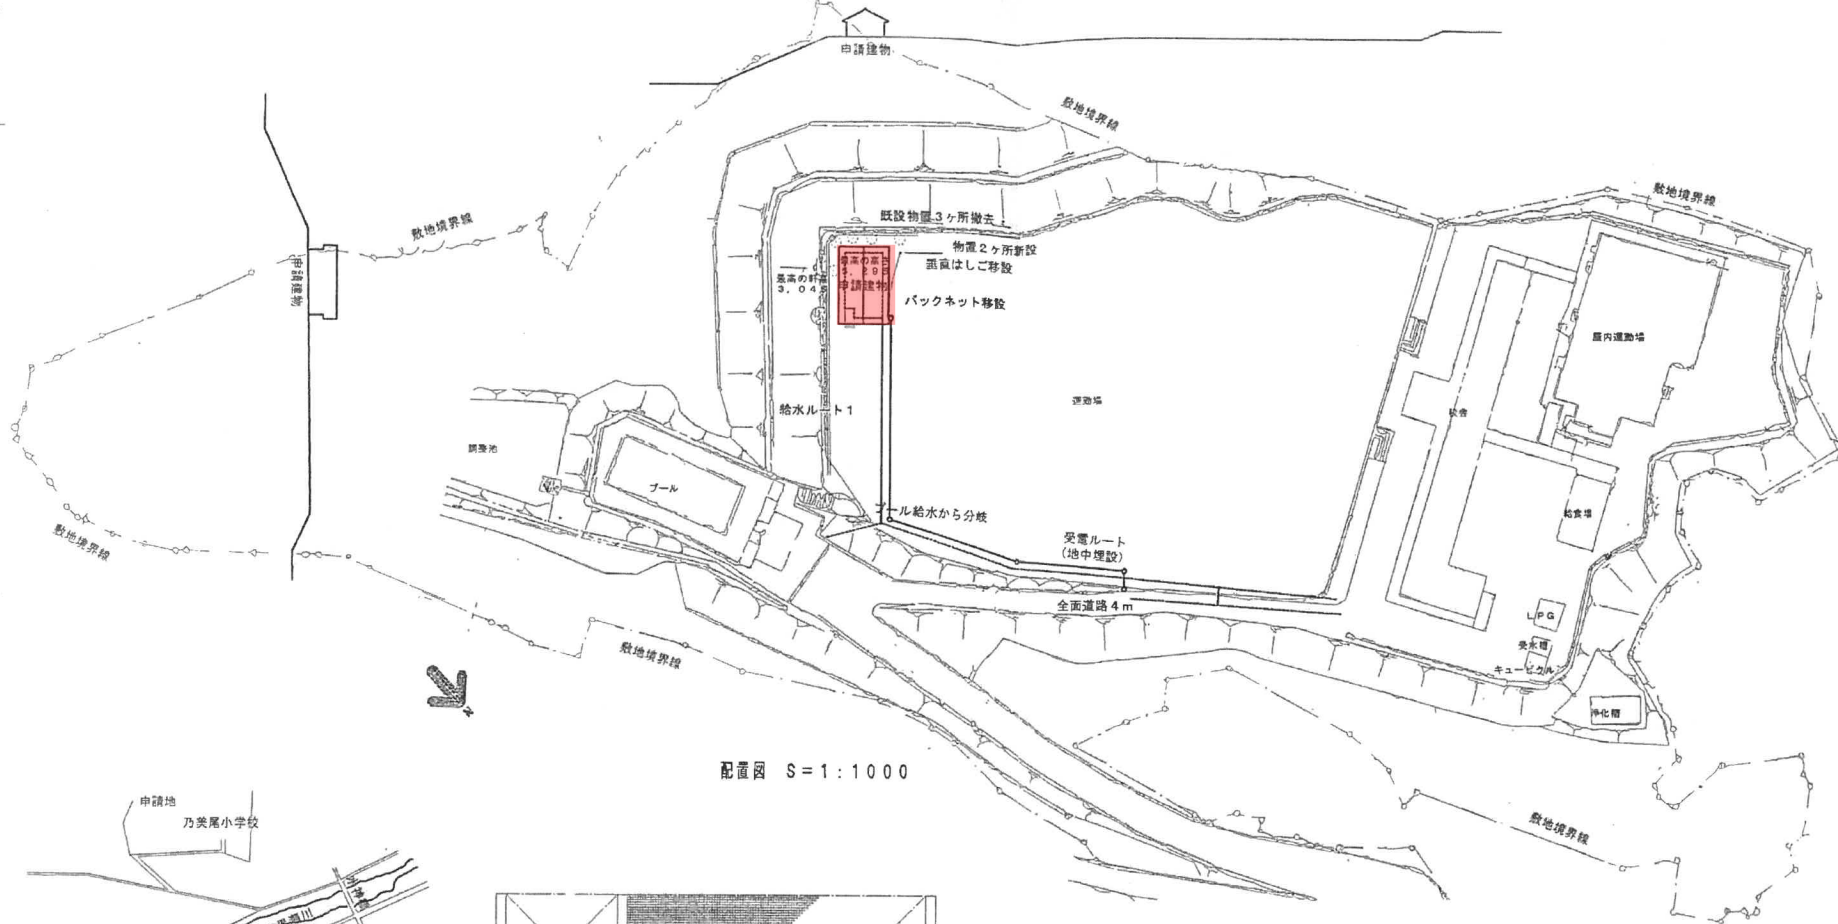 申請建物
敷地境界線
敷地境界線
敷地境界線
申請建物
既設物置3ヶ所撤去
物置2ヶ所新設
垂直はしご移設
バックネット移設
最高の高さ
最高の軒高
3,04
申請建物
屋内運動場
運動場
校舎
給水ルート1
調整池
プール
プール給水から分岐
給食場
受電ルート
(地中埋設)
全面道路4m
敷地境界線
LPG
受水槽
キュービクル
敷地境界線
浄化槽
N
配置図 S=1:1000
申請地
乃美尾小学校
敷地境界線